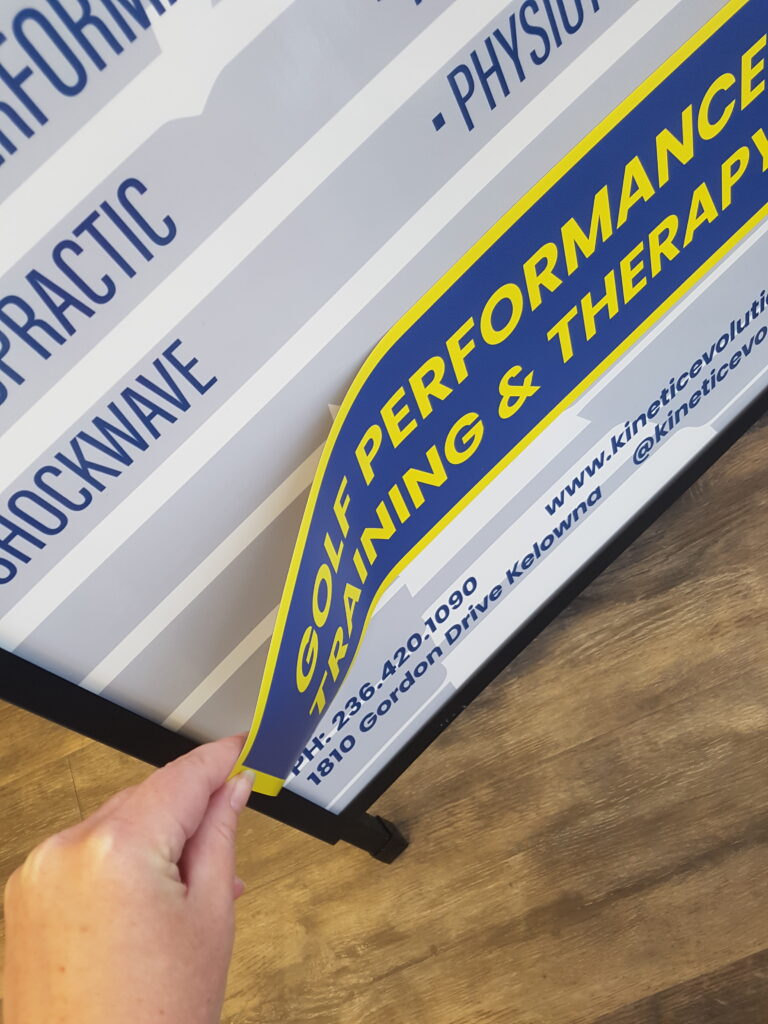 • PHYSIO
PRACTIC
SHOCKWAVE
GOLF PERFORMANCE
TRAINING & THERAPY
www.kineticevoluti
@kineticevo
PH: 236.420.1090
1810 Gordon Drive Kelowna